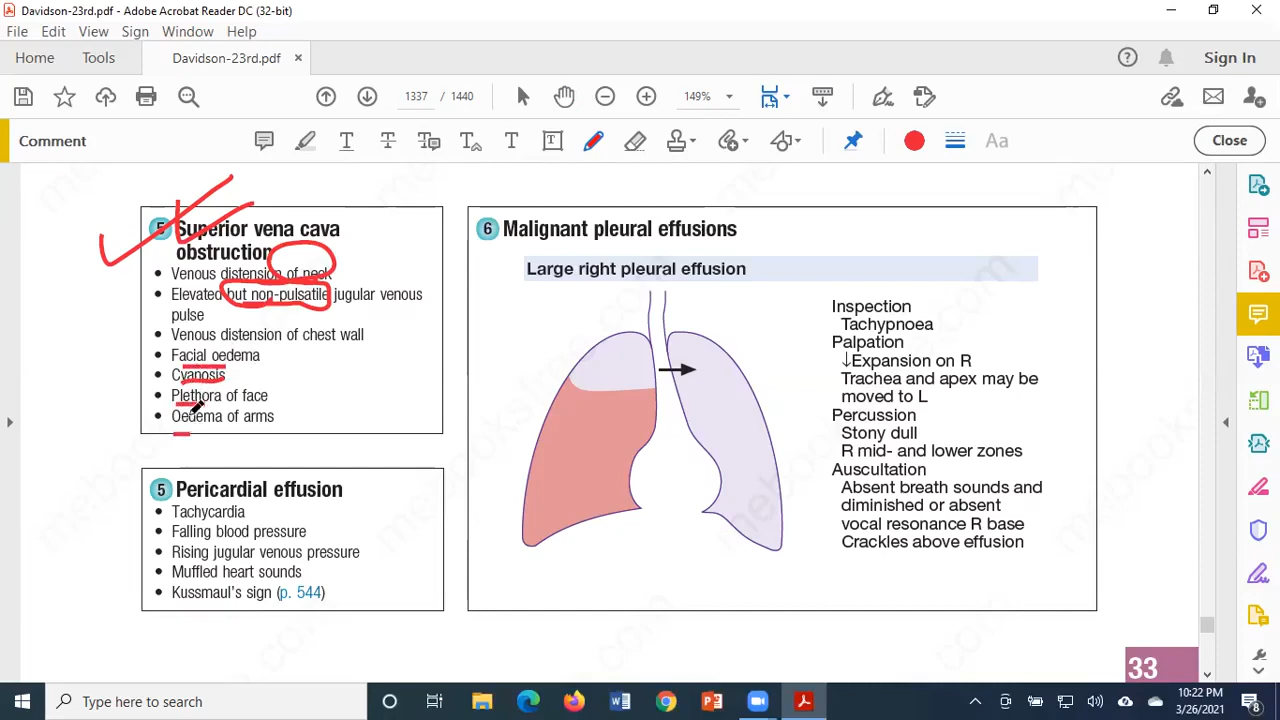 Davidson-23rd.pdf - Adobe Acrobat Reader DC (32-bit)
File Edit View Sign Window Help
Home Tools Davidson-23rd.pdf × Sign In
1337 / 1440 149%
Comment Aa Close
5 Superior vena cava
obstruction
• Venous distension of neck
• Elevated but non-pulsatile jugular venous
pulse
• Venous distension of chest wall
• Facial oedema
• Cyanosis
• Plethora of face
• Oedema of arms
5 Pericardial effusion
• Tachycardia
• Falling blood pressure
• Rising jugular venous pressure
• Muffled heart sounds
• Kussmaul's sign (p. 544)
6 Malignant pleural effusions
Large right pleural effusion
Inspection
Tachypnoea
Palpation
↓Expansion on R
Trachea and apex may be
moved to L
Percussion
Stony dull
R mid- and lower zones
Auscultation
Absent breath sounds and
diminished or absent
vocal resonance R base
Crackles above effusion
33
Type here to search
10:22 PM
3/26/2021
8